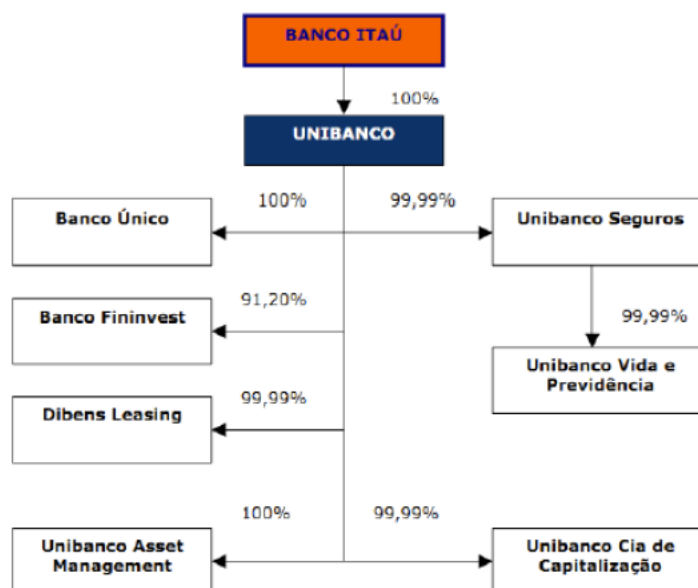 BANCO ITAÚ
100%
UNIBANCO
100%
99,99%
Banco Único
Unibanco Seguros
91,20%
Banco Fininvest
99,99%
Unibanco Vida e
Previdência
99,99%
Dibens Leasing
100%
99,99%
Unibanco Asset
Management
Unibanco Cia de
Capitalização